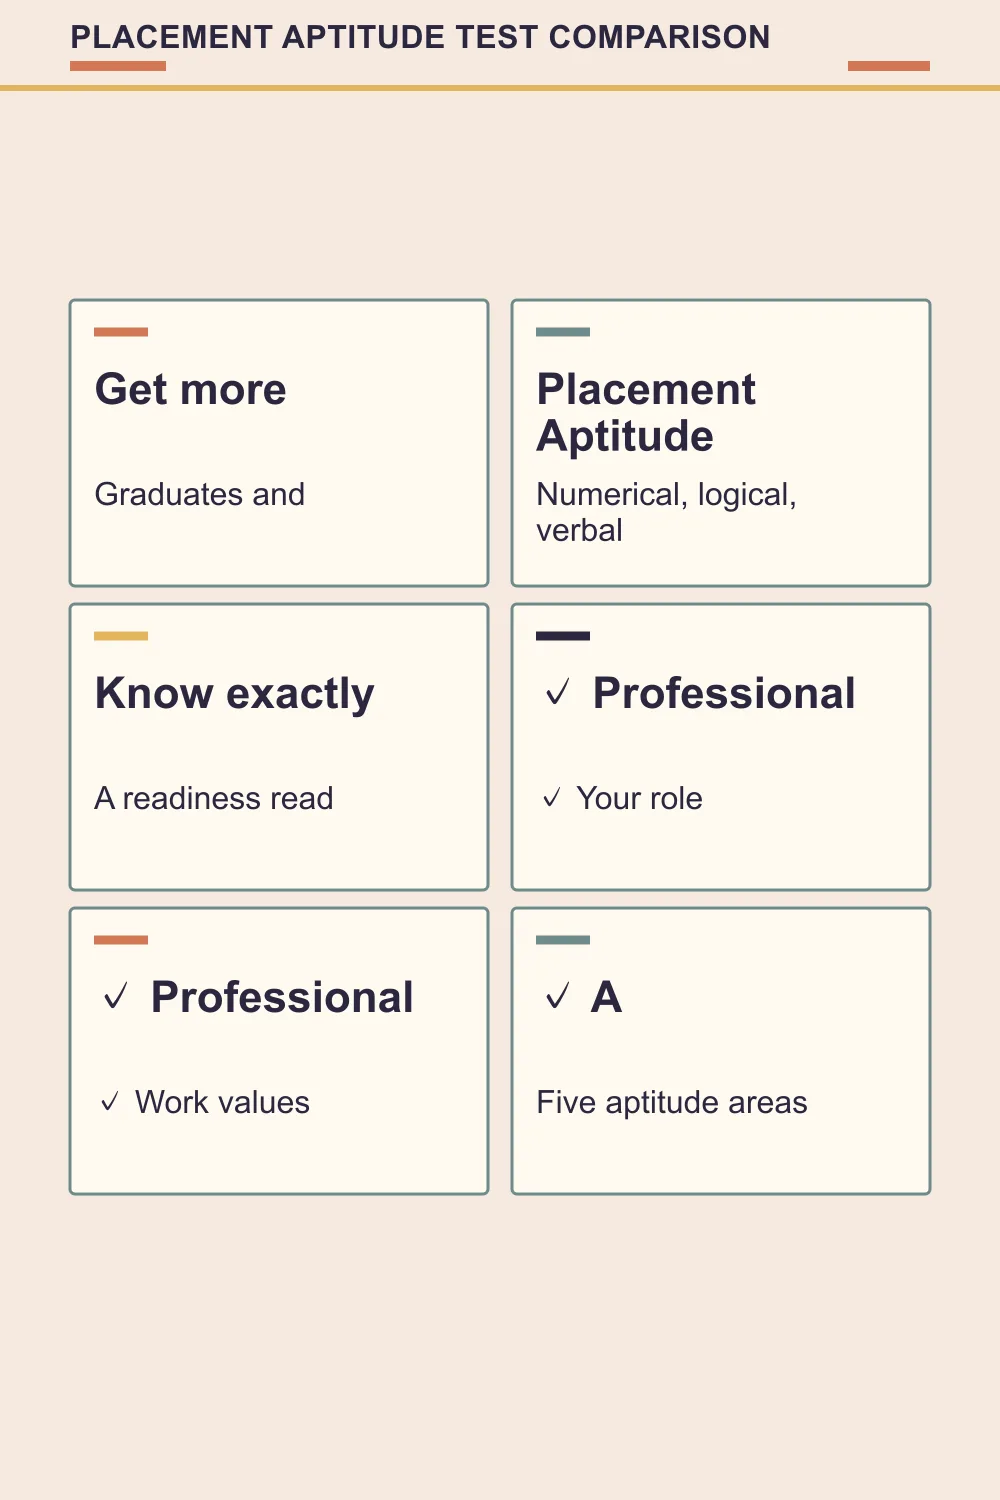 PLACEMENT APTITUDE TEST COMPARISON
Get more
Graduates and
Placement
Aptitude
Numerical, logical,
verbal
Know exactly
A readiness read
✓ Professional
✓ Your role
✓ Professional
✓ Work values
✓ A
Five aptitude areas